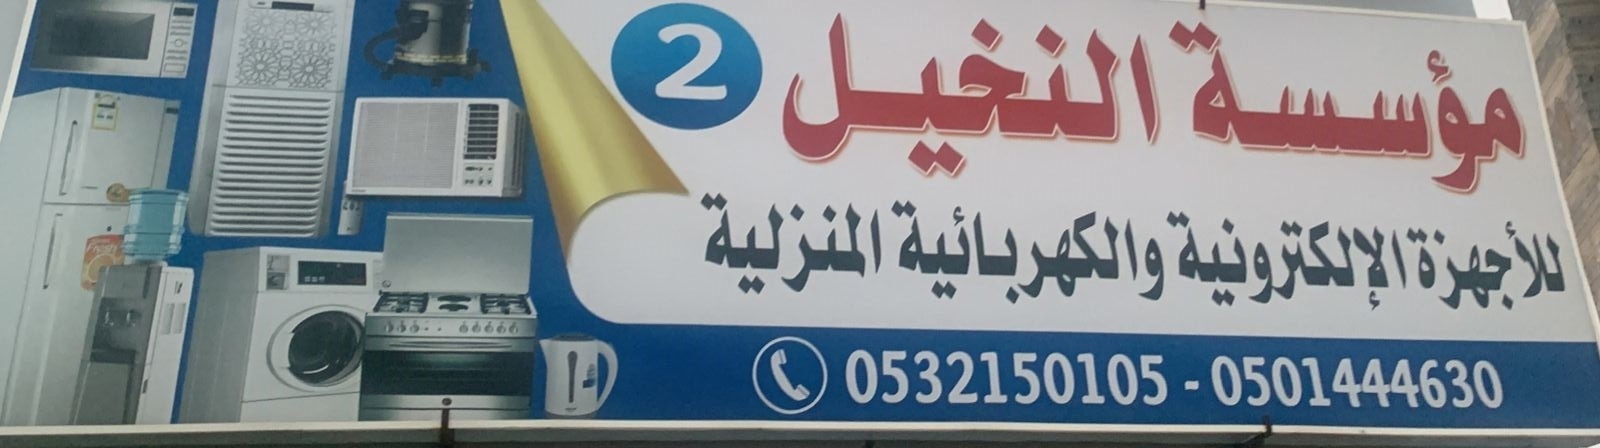 مؤسسة النخيل 2
للأجهزة الإلكترونية والكهربائية المنزلية
0532150105 - 0501444630